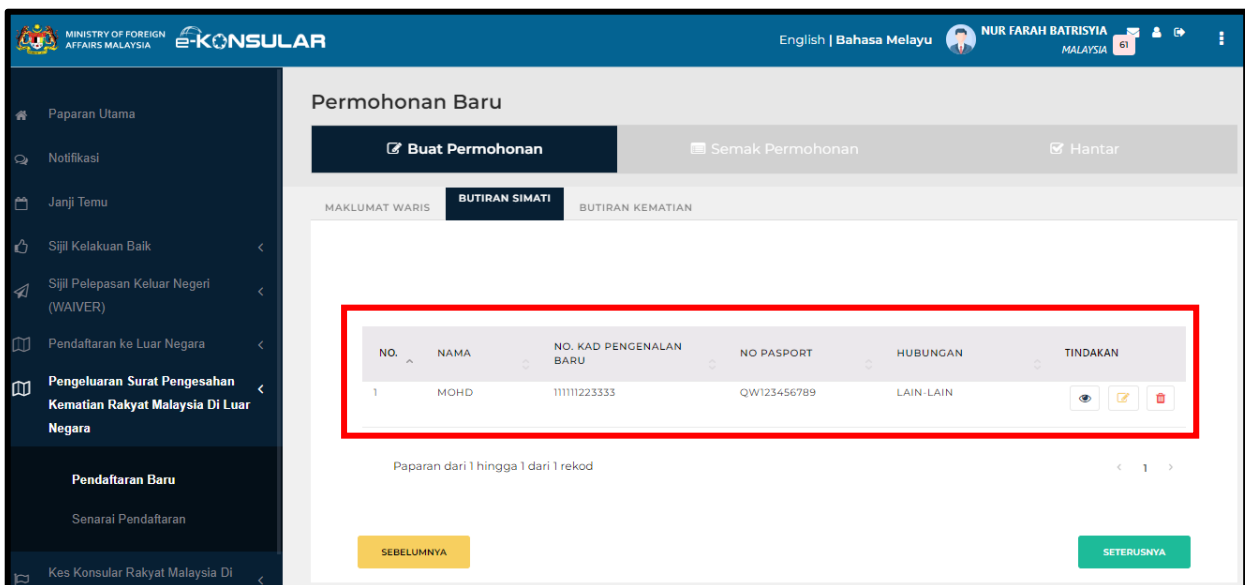 MINISTRY OF FOREIGN
AFFAIRS MALAYSIA
e-KONSULAR
English | Bahasa Melayu
NUR FARAH BATRISYIA
MALAYSIA
61
Paparan Utama
Notifikasi
Janji Temu
Sijil Kelakuan Baik
Sijil Pelepasan Keluar Negeri
(WAIVER)
Pendaftaran ke Luar Negara
Pengeluaran Surat Pengesahan
Kematian Rakyat Malaysia Di Luar
Negara
Pendaftaran Baru
Senarai Pendaftaran
Kes Konsular Rakyat Malaysia Di
Permohonan Baru
Buat Permohonan
Semak Permohonan
Hantar
MAKLUMAT WARIS
BUTIRAN SIMATI
BUTIRAN KEMATIAN
NO. NAMA NO. KAD PENGENALAN
BARU
NO PASPORT HUBUNGAN TINDAKAN
1 MOHD 111111223333 QW123456789 LAIN-LAIN
Paparan dari 1 hingga 1 dari 1 rekod
< 1 >
SEBELUMNYA
SETERUSNYA